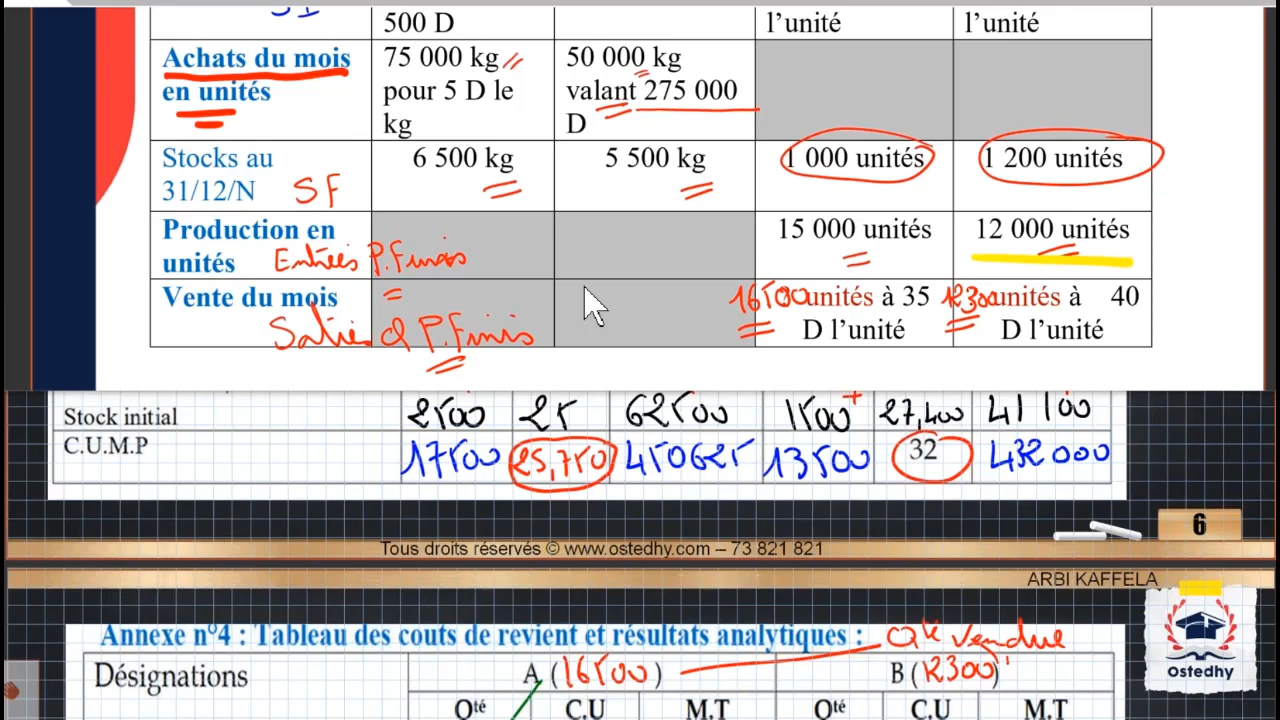 500 D
l’unité
l’unité
Achats du mois en unités
75 000 kg pour 5 D le kg
50 000 kg valant 275 000 D
Stocks au 31/12/N SF
6 500 kg
5 500 kg
1 000 unités
1 200 unités
Production en unités Entrées P.Finis
15 000 unités
12 000 unités
Vente du mois
Sorties d P.Finis
16500 unités à 35 D l’unité
12300 unités à 40 D l’unité
Stock initial 2500 25 62500 1500 27,400 41100
C.U.M.P 17500 25,750 450625 13500 32 432000
6
Tous droits réservés © www.ostedhy.com – 73 821 821
ARBI KAFFELA
Annexe n°4 : Tableau des couts de revient et résultats analytiques : Qté vendue
Désignations A (16500) B (12300)
Qté C.U M.T Qté C.U M.T
Ostedhy